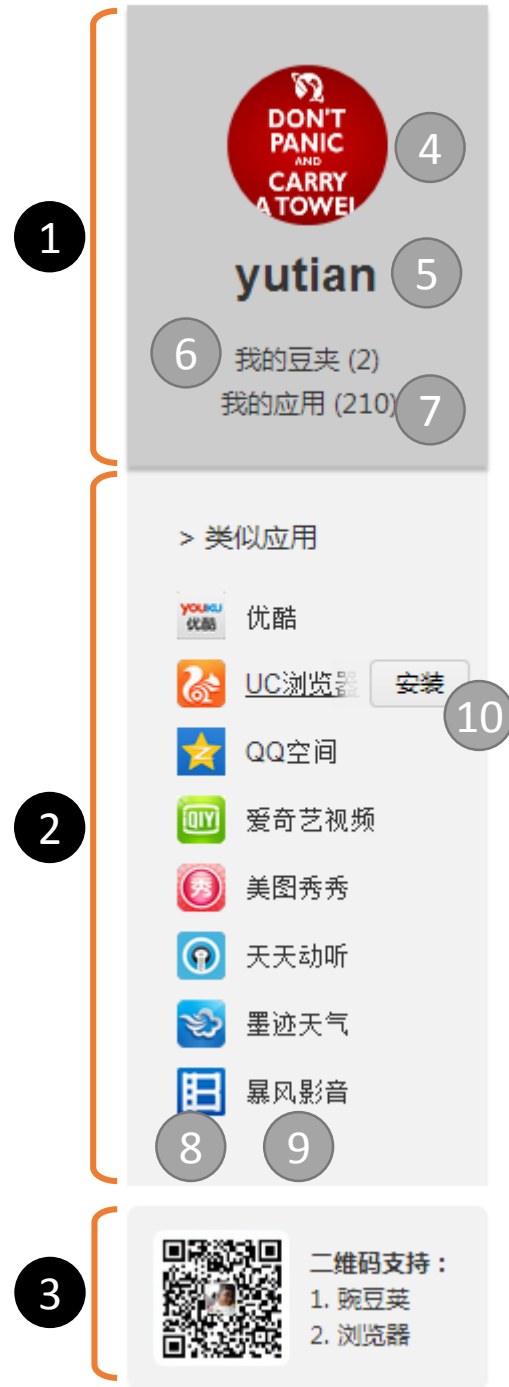 1
DON'T
PANIC
AND
CARRY
A TOWEL
4
yutian
5
6
我的豆夹 (2)
我的应用 (210)
7
2
> 类似应用
youku
优酷
优酷
UC浏览器
安装
10
QQ空间
QIY
爱奇艺视频
秀
美图秀秀
天天动听
墨迹天气
暴风影音
8
9
3
二维码支持：
1. 豌豆荚
2. 浏览器